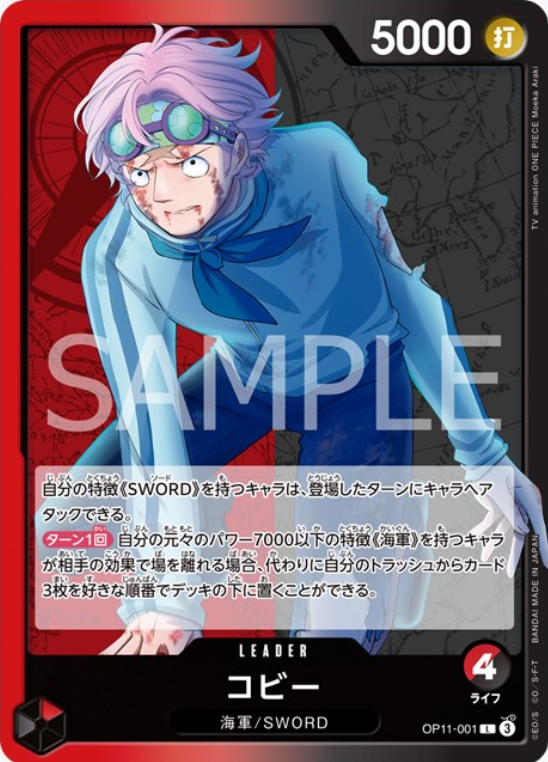 5000 打
TV animation ONE PIECE Moeka Araki
SAMPLE
自分の特徴《SWORD》を持つキャラは、登場したターンにキャラへア
タックできる。
ターン1回 自分の元々のパワー7000以下の特徴《海軍》を持つキャラ
が相手の効果で場を離れる場合、代わりに自分のトラッシュからカード
3枚を好きな順番でデッキの下に置くことができる。
LEADER
コビー
海軍/SWORD
4
ライフ
OP11-001 L 3
©E.O/S ©O/S・F・T BANDAI MADE IN JAPAN